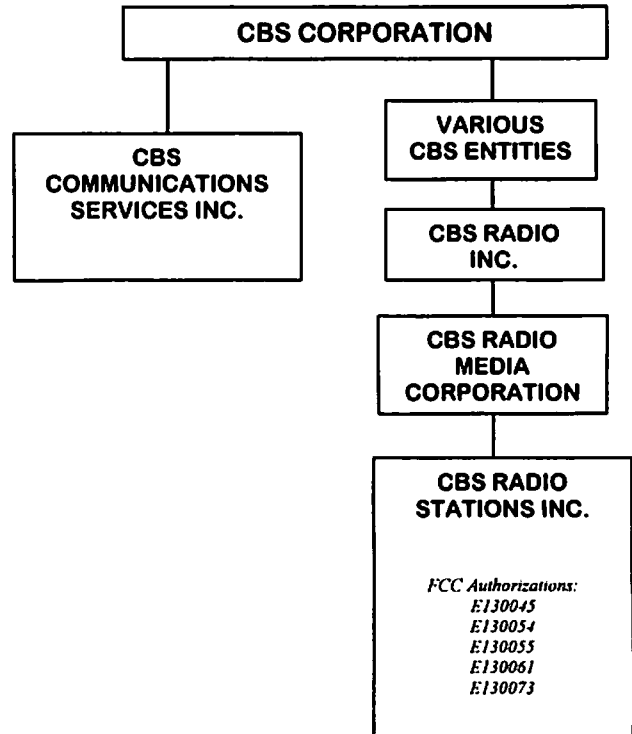 CBS CORPORATION
CBS
COMMUNICATIONS
SERVICES INC.
VARIOUS
CBS ENTITIES
CBS RADIO
INC.
CBS RADIO
MEDIA
CORPORATION
CBS RADIO
STATIONS INC.
FCC Authorizations:
E130045
E130054
E130055
E130061
E130073